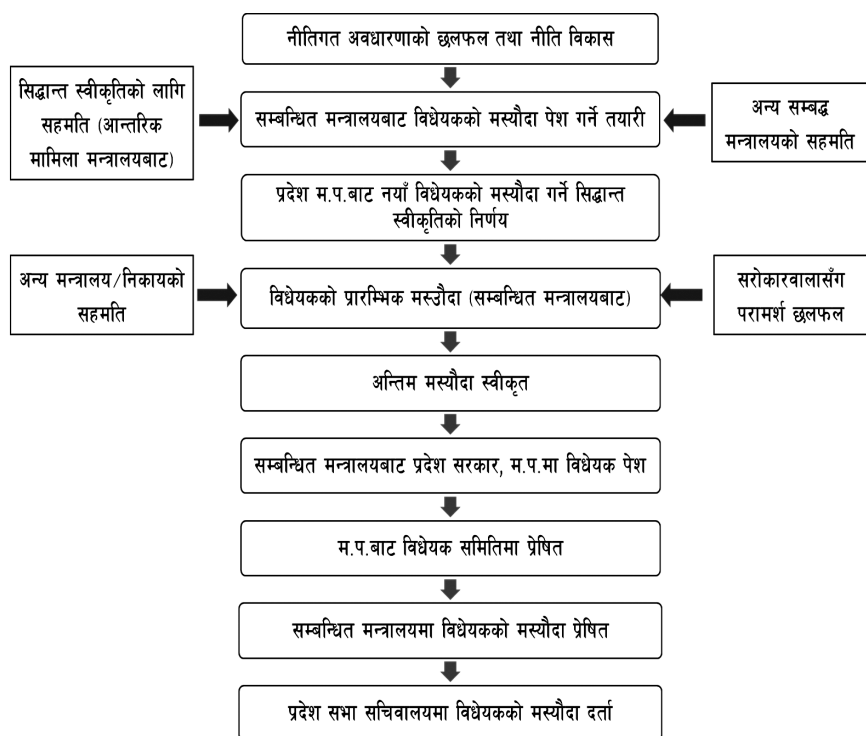 नीतिगत अवधारणाको छलफल तथा नीति विकास
सिद्धान्त स्वीकृतिको लागि
सहमति (आन्तरिक
मामिला मन्त्रालयबाट)
सम्बन्धित मन्त्रालयबाट विधेयकको मस्यौदा पेश गर्ने तयारी
अन्य सम्बद्ध
मन्त्रालयको सहमति
प्रदेश म.प.बाट नयाँ विधेयकको मस्यौदा गर्ने सिद्धान्त
स्वीकृतिको निर्णय
अन्य मन्त्रालय/निकायको
सहमति
विधेयकको प्रारम्भिक मस्उौदा (सम्बन्धित मन्त्रालयबाट)
सरोकारवालासँग
परामर्श छलफल
अन्तिम मस्यौदा स्वीकृत
सम्बन्धित मन्त्रालयबाट प्रदेश सरकार, म.प.मा विधेयक पेश
म.प.बाट विधेयक समितिमा प्रेषित
सम्बन्धित मन्त्रालयमा विधेयकको मस्यौदा प्रेषित
प्रदेश सभा सचिवालयमा विधेयकको मस्यौदा दर्ता